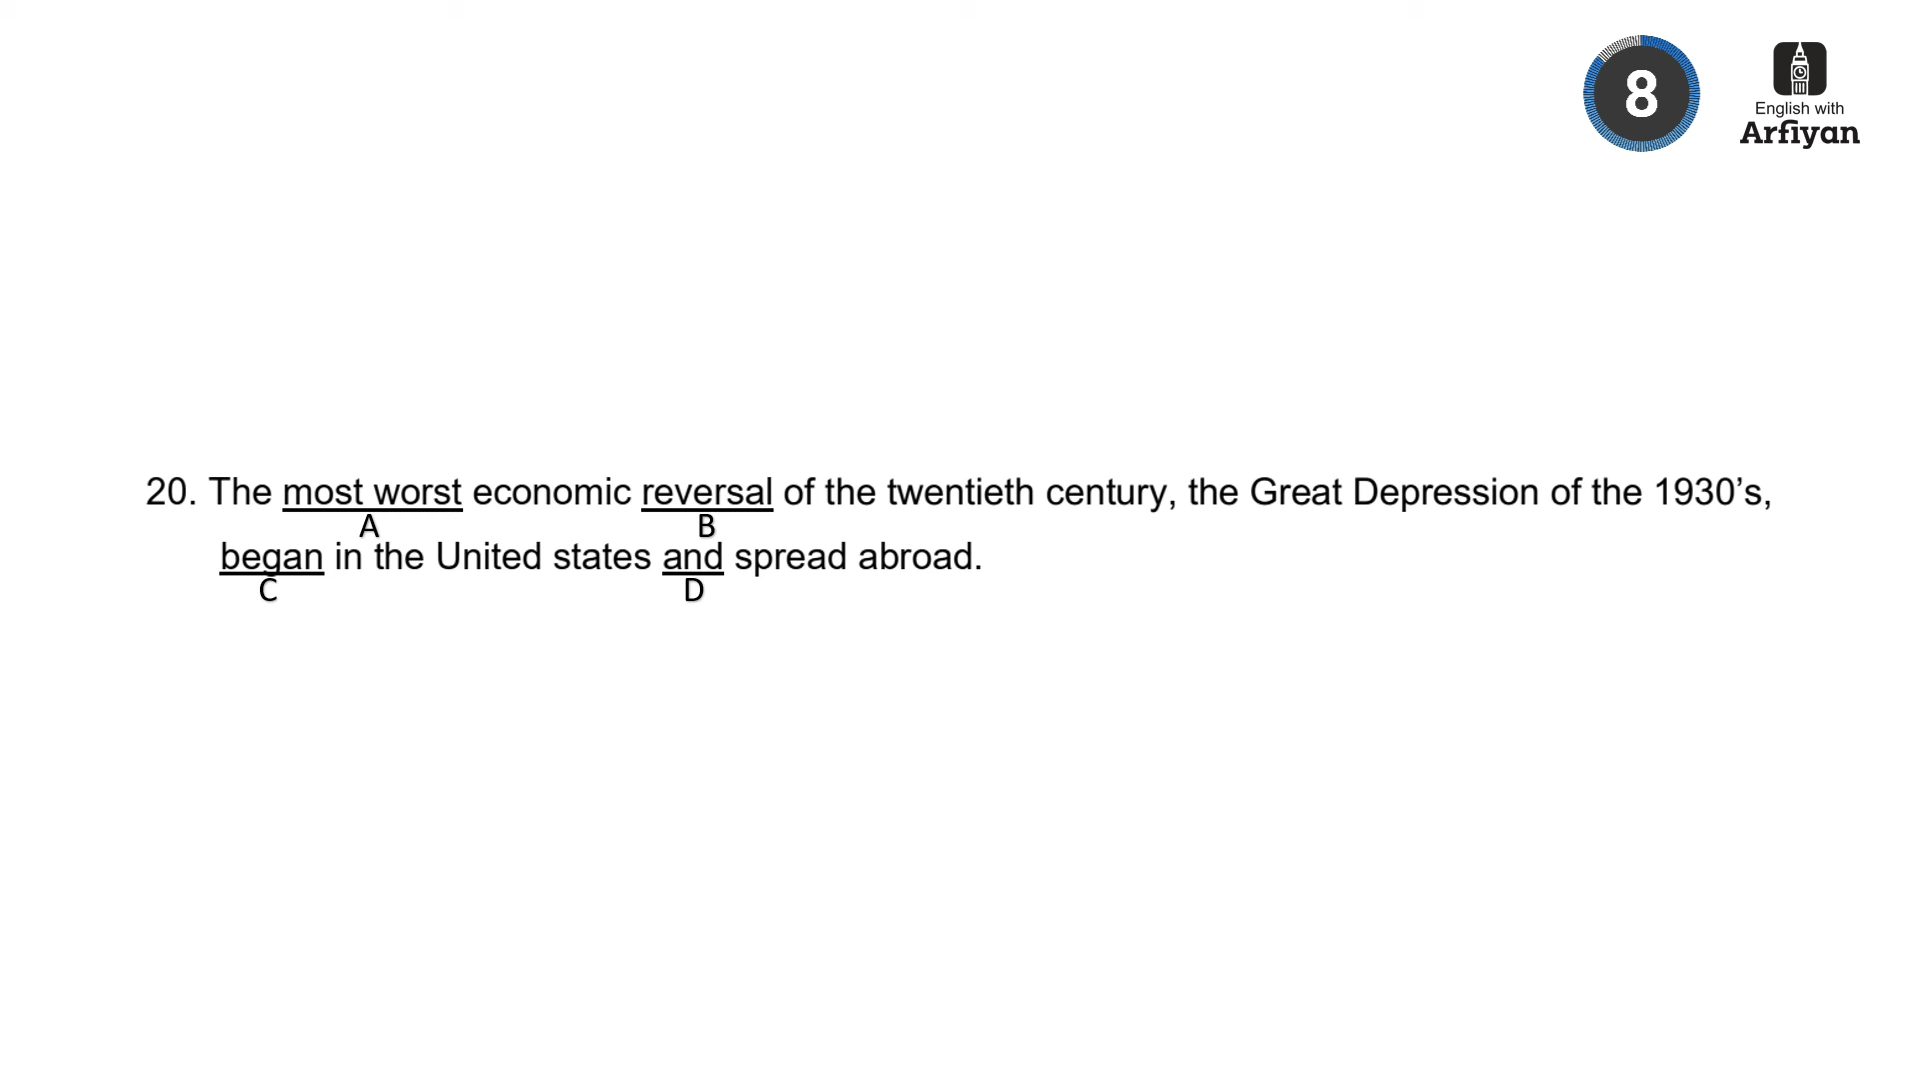 8
English with
Arfiyan
20. The most worst economic reversal of the twentieth century, the Great Depression of the 1930’s,
A B
began in the United states and spread abroad.
C D